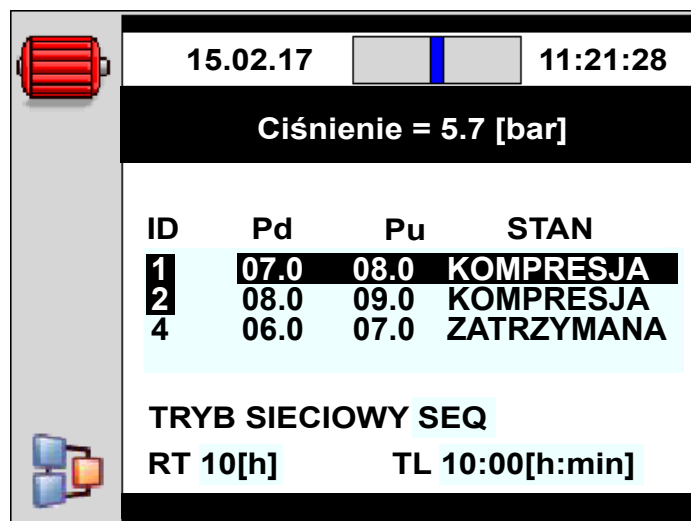 15.02.17 11:21:28
Ciśnienie = 5.7 [bar]
ID Pd Pu STAN
1 07.0 08.0 KOMPRESJA
2 08.0 09.0 KOMPRESJA
4 06.0 07.0 ZATRZYMANA
TRYB SIECIOWY SEQ
RT 10[h] TL 10:00[h:min]